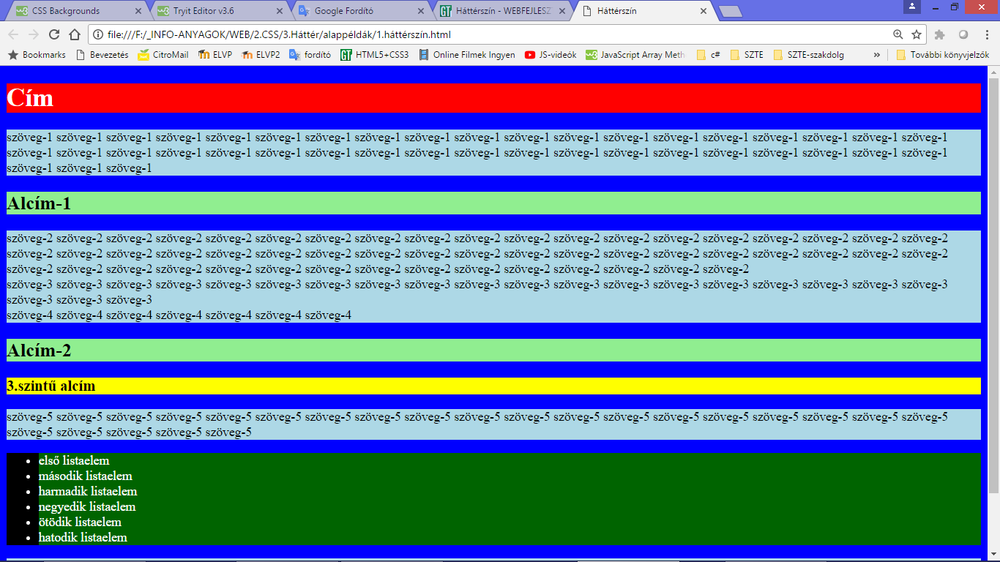 CSS Backgrounds
Tryit Editor v3.6
Google Fordító
Háttérszín - WEBFEJLESZ
Háttérszín
file:///F:/_INFO-ANYAGOK/WEB/2.CSS/3.Háttér/alappéldák/1.háttérszín.html
Bookmarks Bevezetés CitroMail ELVP ELVP2 fordító HTML5+CSS3 Online Filmek Ingyen JS-videók JavaScript Array Meth c# SZTE SZTE-szakdolg » További könyvjelzők
Cím
szöveg-1 szöveg-1 szöveg-1 szöveg-1 szöveg-1 szöveg-1 szöveg-1 szöveg-1 szöveg-1 szöveg-1 szöveg-1 szöveg-1 szöveg-1 szöveg-1 szöveg-1 szöveg-1 szöveg-1 szöveg-1 szöveg-1
szöveg-1 szöveg-1 szöveg-1 szöveg-1 szöveg-1 szöveg-1 szöveg-1 szöveg-1 szöveg-1 szöveg-1 szöveg-1 szöveg-1 szöveg-1 szöveg-1 szöveg-1 szöveg-1 szöveg-1 szöveg-1 szöveg-1
szöveg-1 szöveg-1 szöveg-1
Alcím-1
szöveg-2 szöveg-2 szöveg-2 szöveg-2 szöveg-2 szöveg-2 szöveg-2 szöveg-2 szöveg-2 szöveg-2 szöveg-2 szöveg-2 szöveg-2 szöveg-2 szöveg-2 szöveg-2 szöveg-2 szöveg-2 szöveg-2
szöveg-2 szöveg-2 szöveg-2 szöveg-2 szöveg-2 szöveg-2 szöveg-2 szöveg-2 szöveg-2 szöveg-2 szöveg-2 szöveg-2 szöveg-2 szöveg-2 szöveg-2 szöveg-2 szöveg-2 szöveg-2 szöveg-2
szöveg-2 szöveg-2 szöveg-2 szöveg-2 szöveg-2 szöveg-2 szöveg-2 szöveg-2 szöveg-2 szöveg-2 szöveg-2 szöveg-2 szöveg-2 szöveg-2 szöveg-2
szöveg-3 szöveg-3 szöveg-3 szöveg-3 szöveg-3 szöveg-3 szöveg-3 szöveg-3 szöveg-3 szöveg-3 szöveg-3 szöveg-3 szöveg-3 szöveg-3 szöveg-3 szöveg-3 szöveg-3 szöveg-3 szöveg-3
szöveg-3 szöveg-3 szöveg-3
szöveg-4 szöveg-4 szöveg-4 szöveg-4 szöveg-4 szöveg-4 szöveg-4
Alcím-2
3.szintű alcím
szöveg-5 szöveg-5 szöveg-5 szöveg-5 szöveg-5 szöveg-5 szöveg-5 szöveg-5 szöveg-5 szöveg-5 szöveg-5 szöveg-5 szöveg-5 szöveg-5 szöveg-5 szöveg-5 szöveg-5 szöveg-5 szöveg-5
szöveg-5 szöveg-5 szöveg-5 szöveg-5 szöveg-5
• első listaelem
• második listaelem
• harmadik listaelem
• negyedik listaelem
• ötödik listaelem
• hatodik listaelem